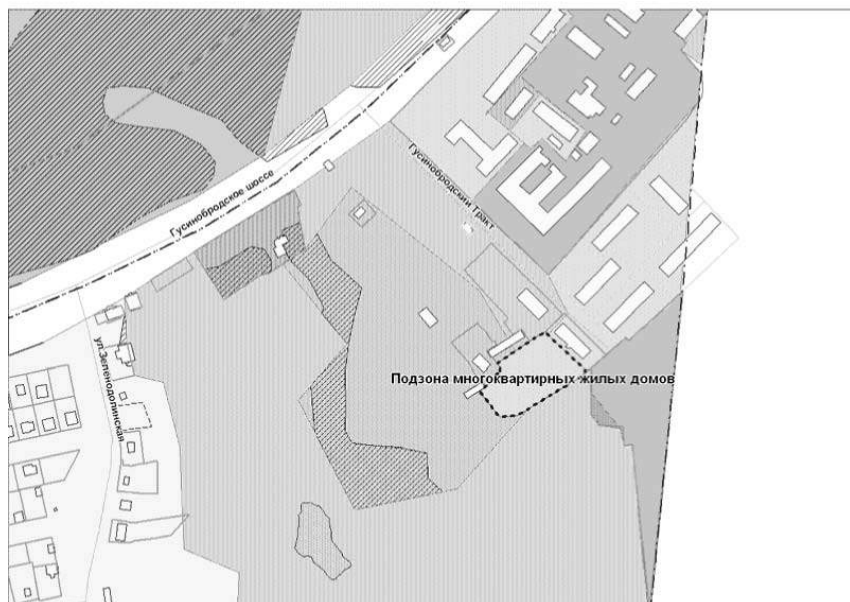 Гусинобродское шоссе
Гусинобродский Тракт
Подзона многоквартирных жилых домов
ул.Зеленодолинская